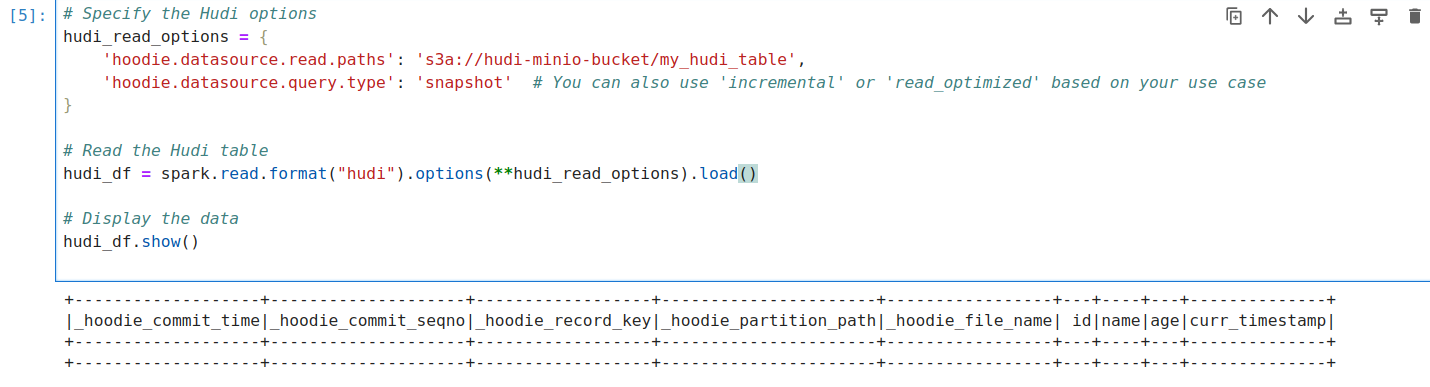 [5]:
# Specify the Hudi options
hudi_read_options = {
    'hoodie.datasource.read.paths': 's3a://hudi-minio-bucket/my_hudi_table',
    'hoodie.datasource.query.type': 'snapshot'  # You can also use 'incremental' or 'read_optimized' based on your use case
}
# Read the Hudi table
hudi_df = spark.read.format("hudi").options(**hudi_read_options).load()
# Display the data
hudi_df.show()
+-------------------+--------------------+------------------+----------------------+-----------------+---+----+---+--------------+
|_hoodie_commit_time|_hoodie_commit_seqno|_hoodie_record_key|_hoodie_partition_path|_hoodie_file_name| id|name|age|curr_timestamp|
+-------------------+--------------------+------------------+----------------------+-----------------+---+----+---+--------------+
+-------------------+--------------------+------------------+----------------------+-----------------+---+----+---+--------------+